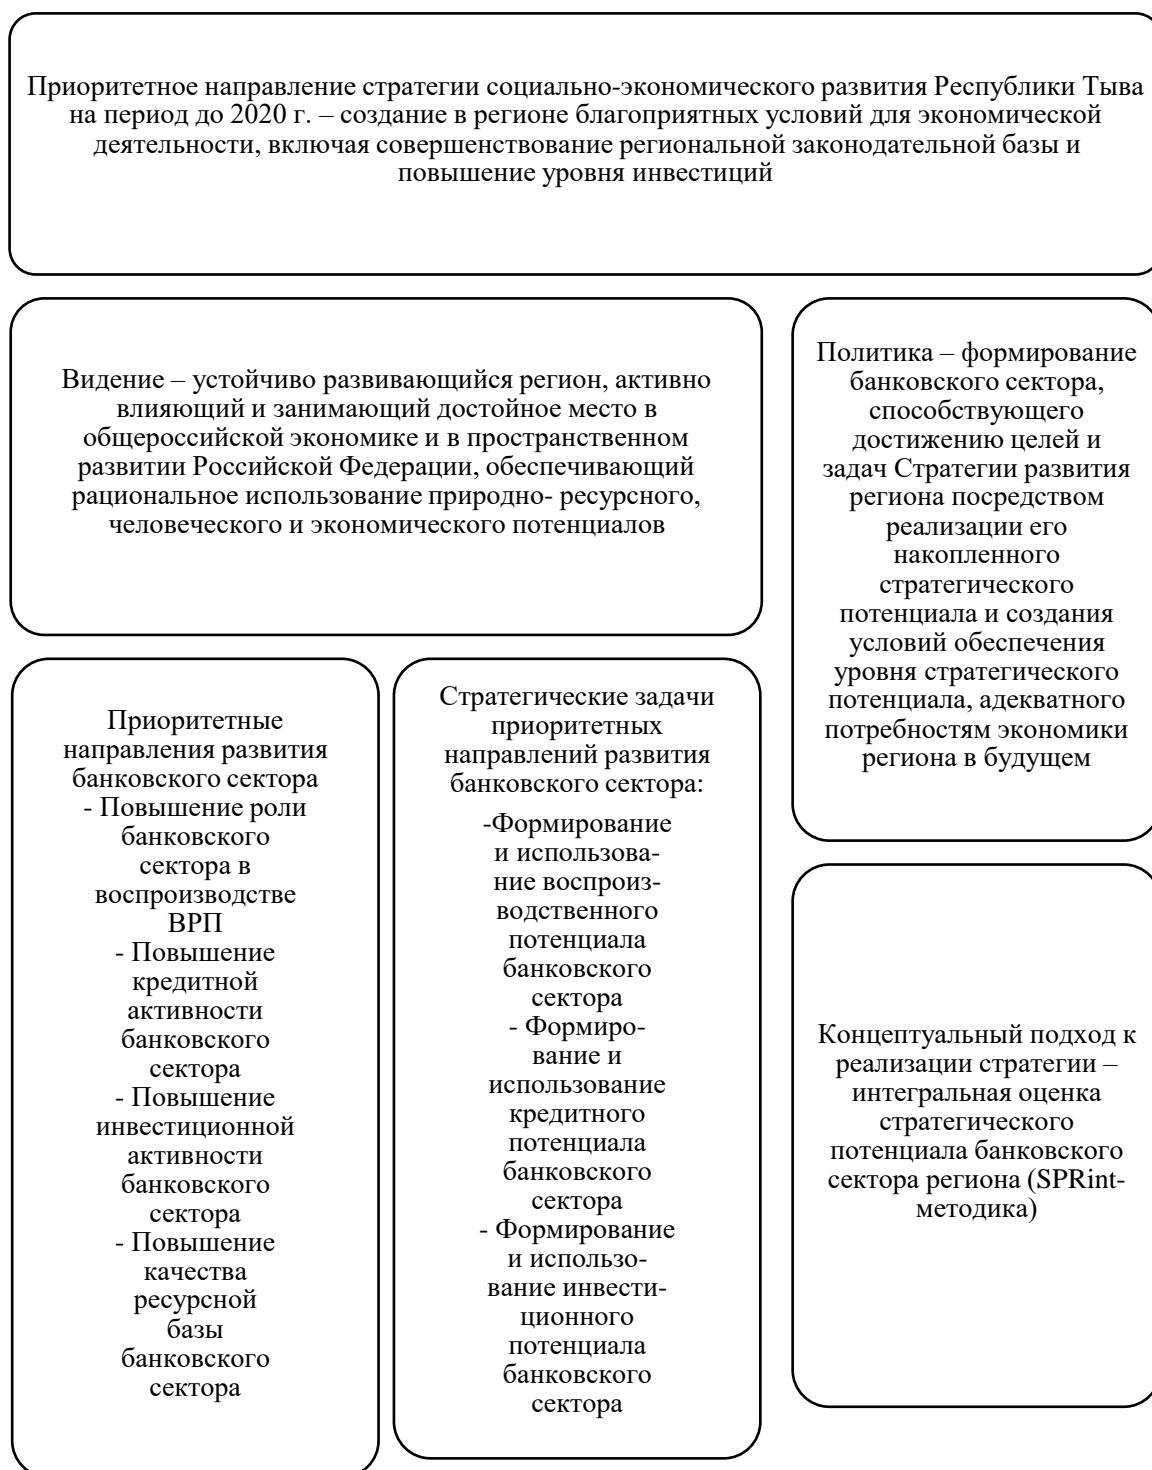 Приоритетное направление стратегии социально-экономического развития Республики Тыва
на период до 2020 г. – создание в регионе благоприятных условий для экономической
деятельности, включая совершенствование региональной законодательной базы и
повышение уровня инвестиций
Видение – устойчиво развивающийся регион, активно
влияющий и занимающий достойное место в
общероссийской экономике и в пространственном
развитии Российской Федерации, обеспечивающий
рациональное использование природно- ресурсного,
человеческого и экономического потенциалов
Политика – формирование
банковского сектора,
способствующего
достижению целей и
задач Стратегии развития
региона посредством
реализации его
накопленного
стратегического
потенциала и создания
условий обеспечения
уровня стратегического
потенциала, адекватного
потребностям экономики
региона в будущем
Приоритетные
направления развития
банковского сектора
- Повышение роли
банковского
сектора в
воспроизводстве
ВРП
- Повышение
кредитной
активности
банковского
сектора
- Повышение
инвестиционной
активности
банковского
сектора
- Повышение
качества
ресурсной
базы
банковского
сектора
Стратегические задачи
приоритетных
направлений развития
банковского сектора:
-Формирование
и использова-
ние воспроиз-
водственного
потенциала
банковского
сектора
- Формиро-
вание и
использование
кредитного
потенциала
банковского
сектора
- Формирование
и использо-
вание инвести-
ционного
потенциала
банковского
сектора
Концептуальный подход к
реализации стратегии –
интегральная оценка
стратегического
потенциала банковского
сектора региона (SPRint-
методика)